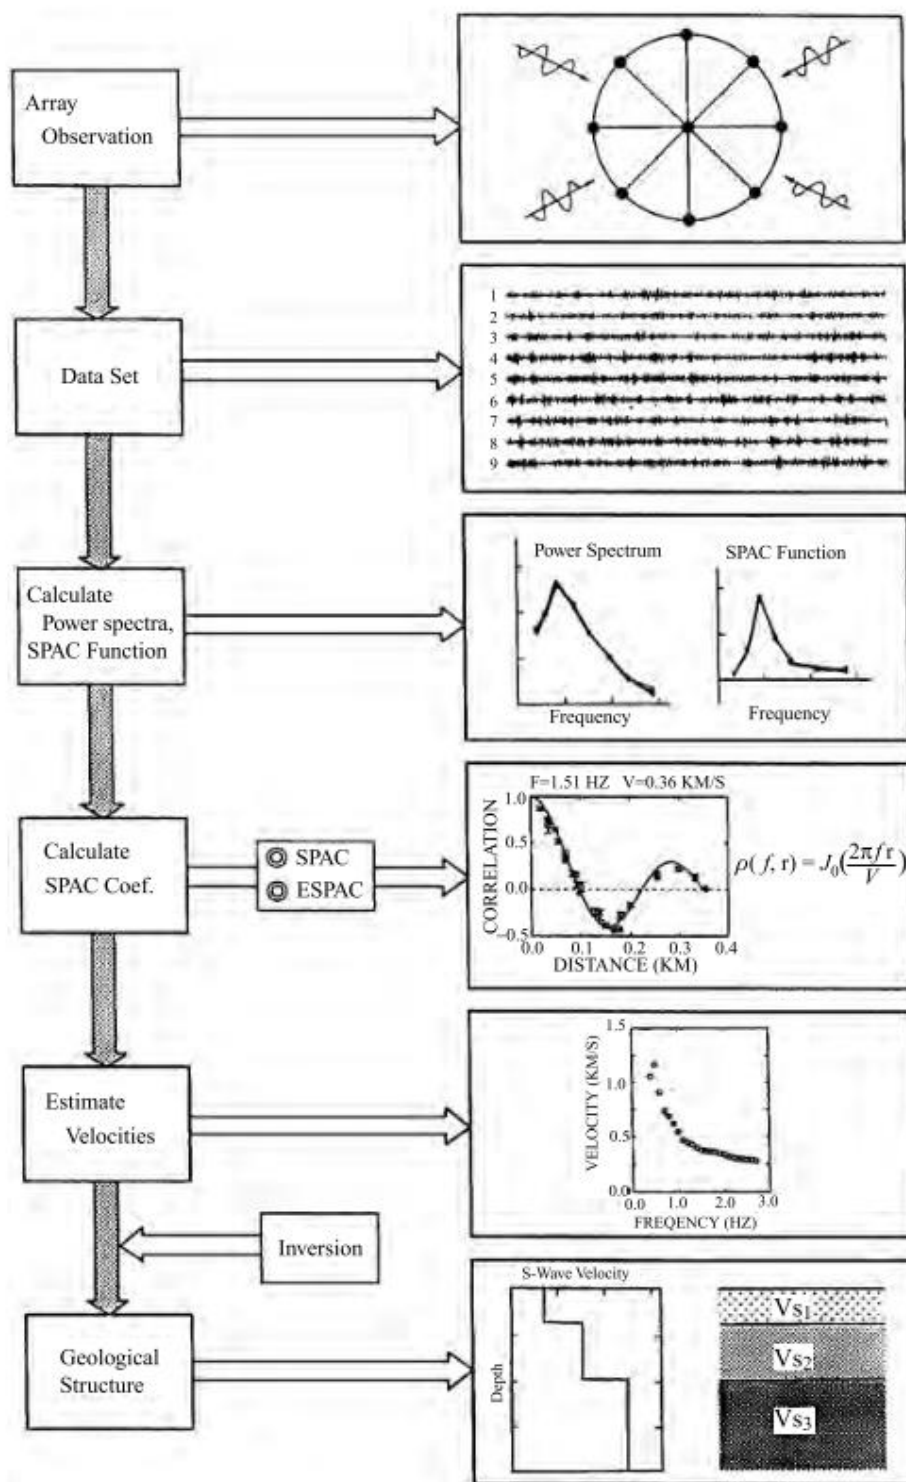 Array
Observation
1
2
3
4
5
6
7
8
9
Data Set
Calculate
Power spectra,
SPAC Function
Power Spectrum
SPAC Function
Frequency
Frequency
Calculate
SPAC Coef.
SPAC
ESPAC
F=1.51 HZ V=0.36 KM/S
CORRELATION
1.0
0.5
0.0
-0.5
0.0 0.1 0.2 0.3 0.4
DISTANCE (KM)
ρ(f, r) = J₀(2πfr/V)
Estimate
Velocities
VELOCITY (KM/S)
1.5
1.0
0.5
0.0
0.0 1.0 2.0 3.0
FREQENCY (HZ)
Inversion
Geological
Structure
S-Wave Velocity
Depth
Vs₁
Vs₂
Vs₃